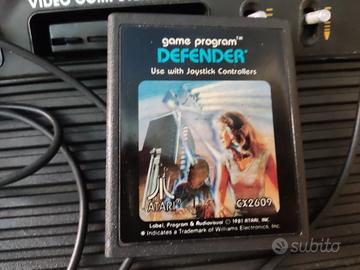 VIDEO COMPUTER
game program™
DEFENDER*
Use with Joystick Controllers
ATARI®
CX2609
Label, Program & Audiovisual © 1981 ATARI, INC.
* Indicates a Trademark of Williams Electronics, Inc.
subito